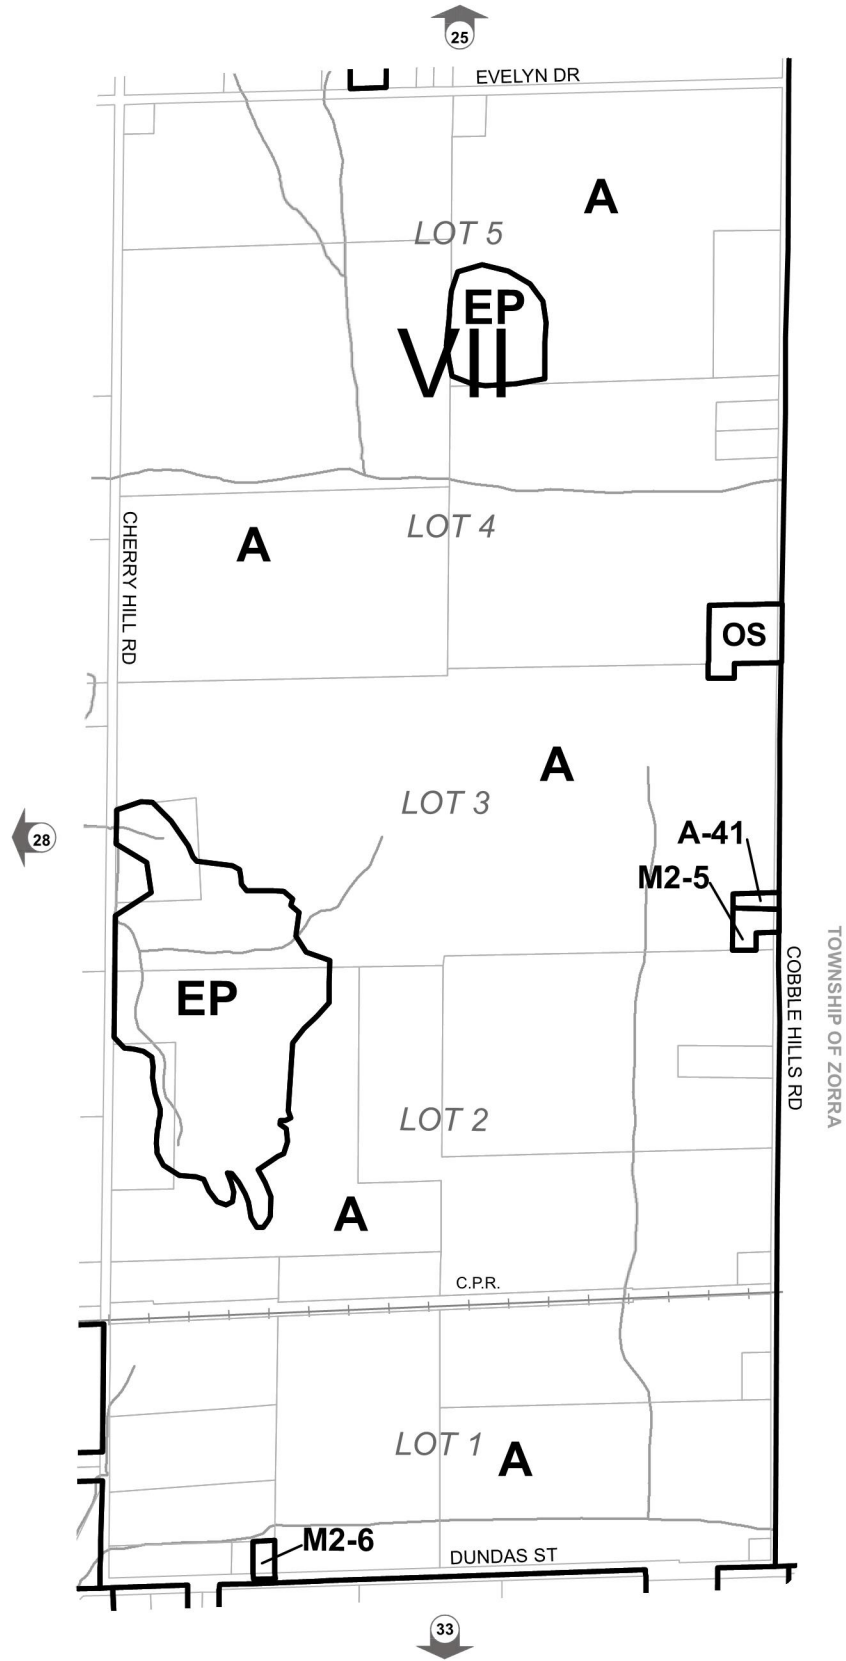 25
EVELYN DR
A
LOT 5
EP
VII
LOT 4
A
CHERRY HILL RD
OS
A
LOT 3
28
A-41
M2-5
TOWNSHIP OF ZORRA
COBBLE HILLS RD
EP
LOT 2
A
C.P.R.
LOT 1
A
M2-6
DUNDAS ST
33